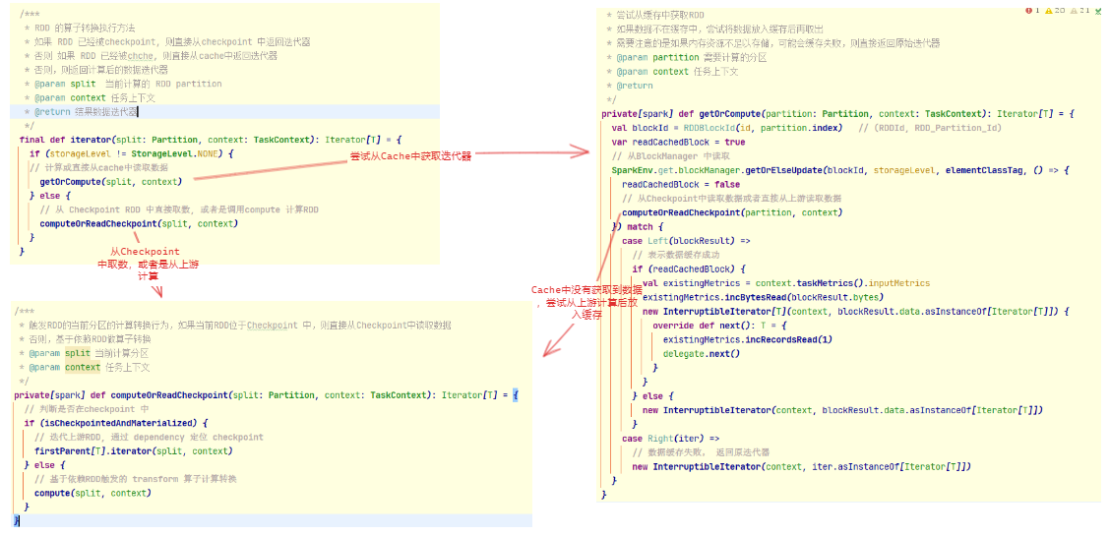 /***
* RDD 的算子转换执行方法
* 如果 RDD 已经被checkpoint, 则直接从checkpoint 中返回迭代器
* 否则 如果 RDD 已经被chche, 则直接从cache中返回迭代器
* 否则, 则返回计算后的数据迭代器
* @param split 当前计算的 RDD partition
* @param context 任务上下文
* @return 结果数据迭代器
*/
final def iterator(split: Partition, context: TaskContext): Iterator[T] = {
if (storageLevel != StorageLevel.NONE) {
// 计算或直接从cache中读取数据
getOrCompute(split, context)
} else {
// 从 Checkpoint RDD 中直接取数, 或者是调用compute 计算RDD
computeOrReadCheckpoint(split, context)
}
}
尝试从Cache中获取迭代器
从Checkpoint
中取数, 或者是从上游
计算
/***
* 触发RDD的当前分区的计算转换行为, 如果当前RDD位于Checkpoint 中, 则直接从Checkpoint中读取数据
* 否则, 基于依赖RDD做算子转换
* @param split 当前计算分区
* @param context 任务上下文
*/
private[spark] def computeOrReadCheckpoint(split: Partition, context: TaskContext): Iterator[T] = {
// 判断是否在checkpoint 中
if (isCheckpointedAndMaterialized) {
// 迭代上游RDD, 通过 dependency 定位 checkpoint
firstParent[T].iterator(split, context)
} else {
// 基于依赖RDD触发的 transform 算子计算转换
compute(split, context)
}
}
1 20 21
* 尝试从缓存中获取RDD
* 如果数据不在缓存中, 尝试将数据放入缓存后再取出
* 需要注意的是如果内存资源不足以存储, 可能会缓存失败, 则直接返回原始迭代器
* @param partition 需要计算的分区
* @param context 任务上下文
* @return
*/
private[spark] def getOrCompute(partition: Partition, context: TaskContext): Iterator[T] = {
val blockId = RDDBlockId(id, partition.index) // (RDDId, RDD_Partition_Id)
var readCachedBlock = true
// 从BlockManager 中读取
SparkEnv.get.blockManager.getOrElseUpdate(blockId, storageLevel, elementClassTag, () => {
readCachedBlock = false
// 从Checkpoint中读取数据或者直接从上游读取数据
computeOrReadCheckpoint(partition, context)
}) match {
case Left(blockResult) =>
// 表示数据缓存成功
if (readCachedBlock) {
val existingMetrics = context.taskMetrics().inputMetrics
existingMetrics.incBytesRead(blockResult.bytes)
new InterruptibleIterator[T](context, blockResult.data.asInstanceOf[Iterator[T]]) {
override def next(): T = {
existingMetrics.incRecordsRead(1)
delegate.next()
}
}
} else {
new InterruptibleIterator(context, blockResult.data.asInstanceOf[Iterator[T]])
}
case Right(iter) =>
// 数据缓存失败, 返回原迭代器
new InterruptibleIterator(context, iter.asInstanceOf[Iterator[T]])
}
}
Cache中没有获取到数据
, 尝试从上游计算后放
入缓存